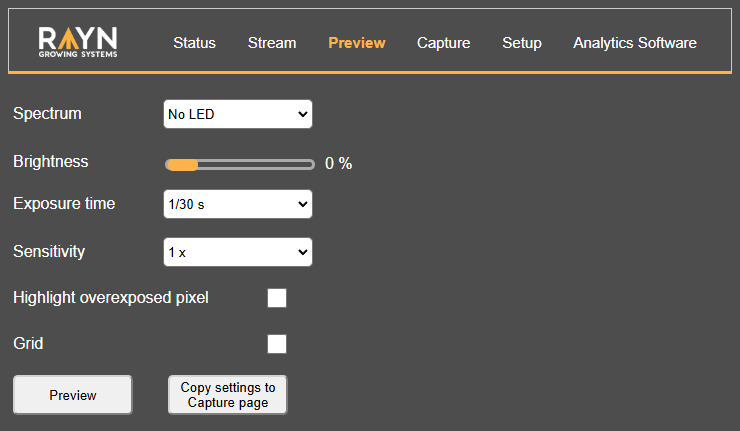 RAYN
GROWING SYSTEMS
Status Stream Preview Capture Setup Analytics Software
Spectrum No LED
Brightness 0 %
Exposure time 1/30 s
Sensitivity 1 x
Highlight overexposed pixel
Grid
Preview
Copy settings to
Capture page